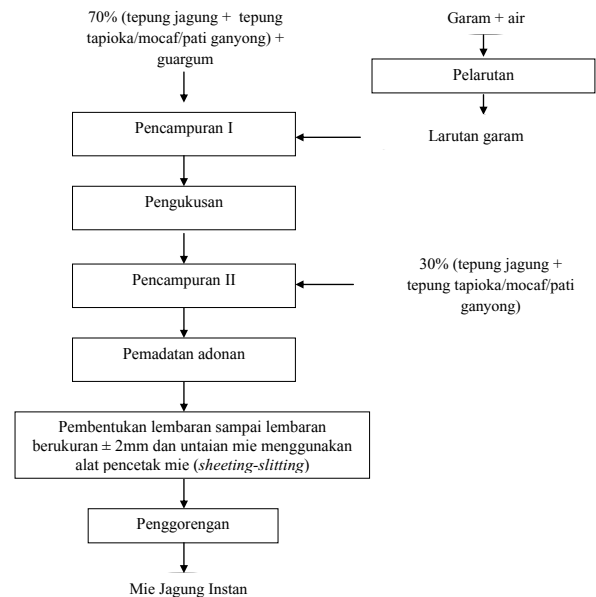 70% (tepung jagung + tepung
tapioka/mocaf/pati ganyong) +
guargum
Garam + air
Pelarutan
Larutan garam
Pencampuran I
Pengukusan
Pencampuran II
30% (tepung jagung +
tepung tapioka/mocaf/pati
ganyong)
Pemadatan adonan
Pembentukan lembaran sampai lembaran
berukuran ± 2mm dan untaian mie menggunakan
alat pencetak mie (sheeting-slitting)
Penggorengan
Mie Jagung Instan